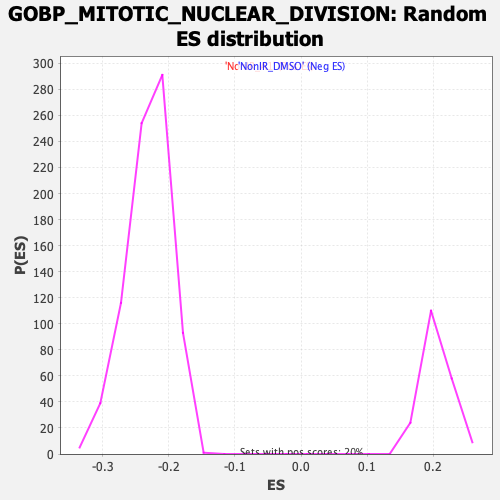 GOBP_MITOTIC_NUCLEAR_DIVISION: Random
ES distribution
'Nc'NonIR_DMSO' (Neg ES)
300
280
260
240
220
200
180
160
140
120
100
80
60
40
20
0
P(ES)
Sets with pos scores: 20%
-0.3 -0.2 -0.1 0.0 0.1 0.2
ES